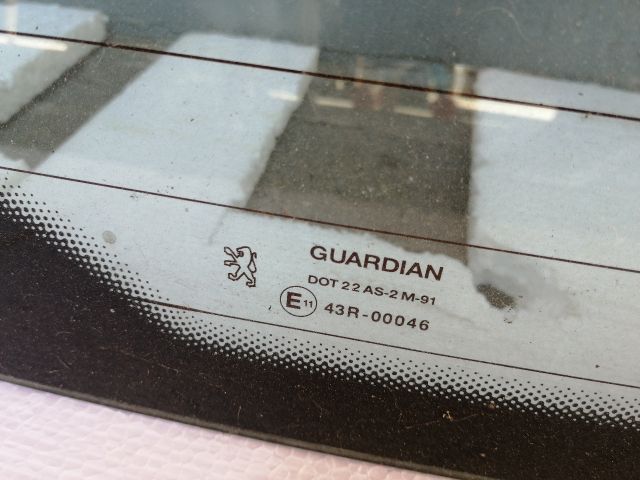 GUARDIAN
DOT 22 AS-2 M-91
E11 43R-00046